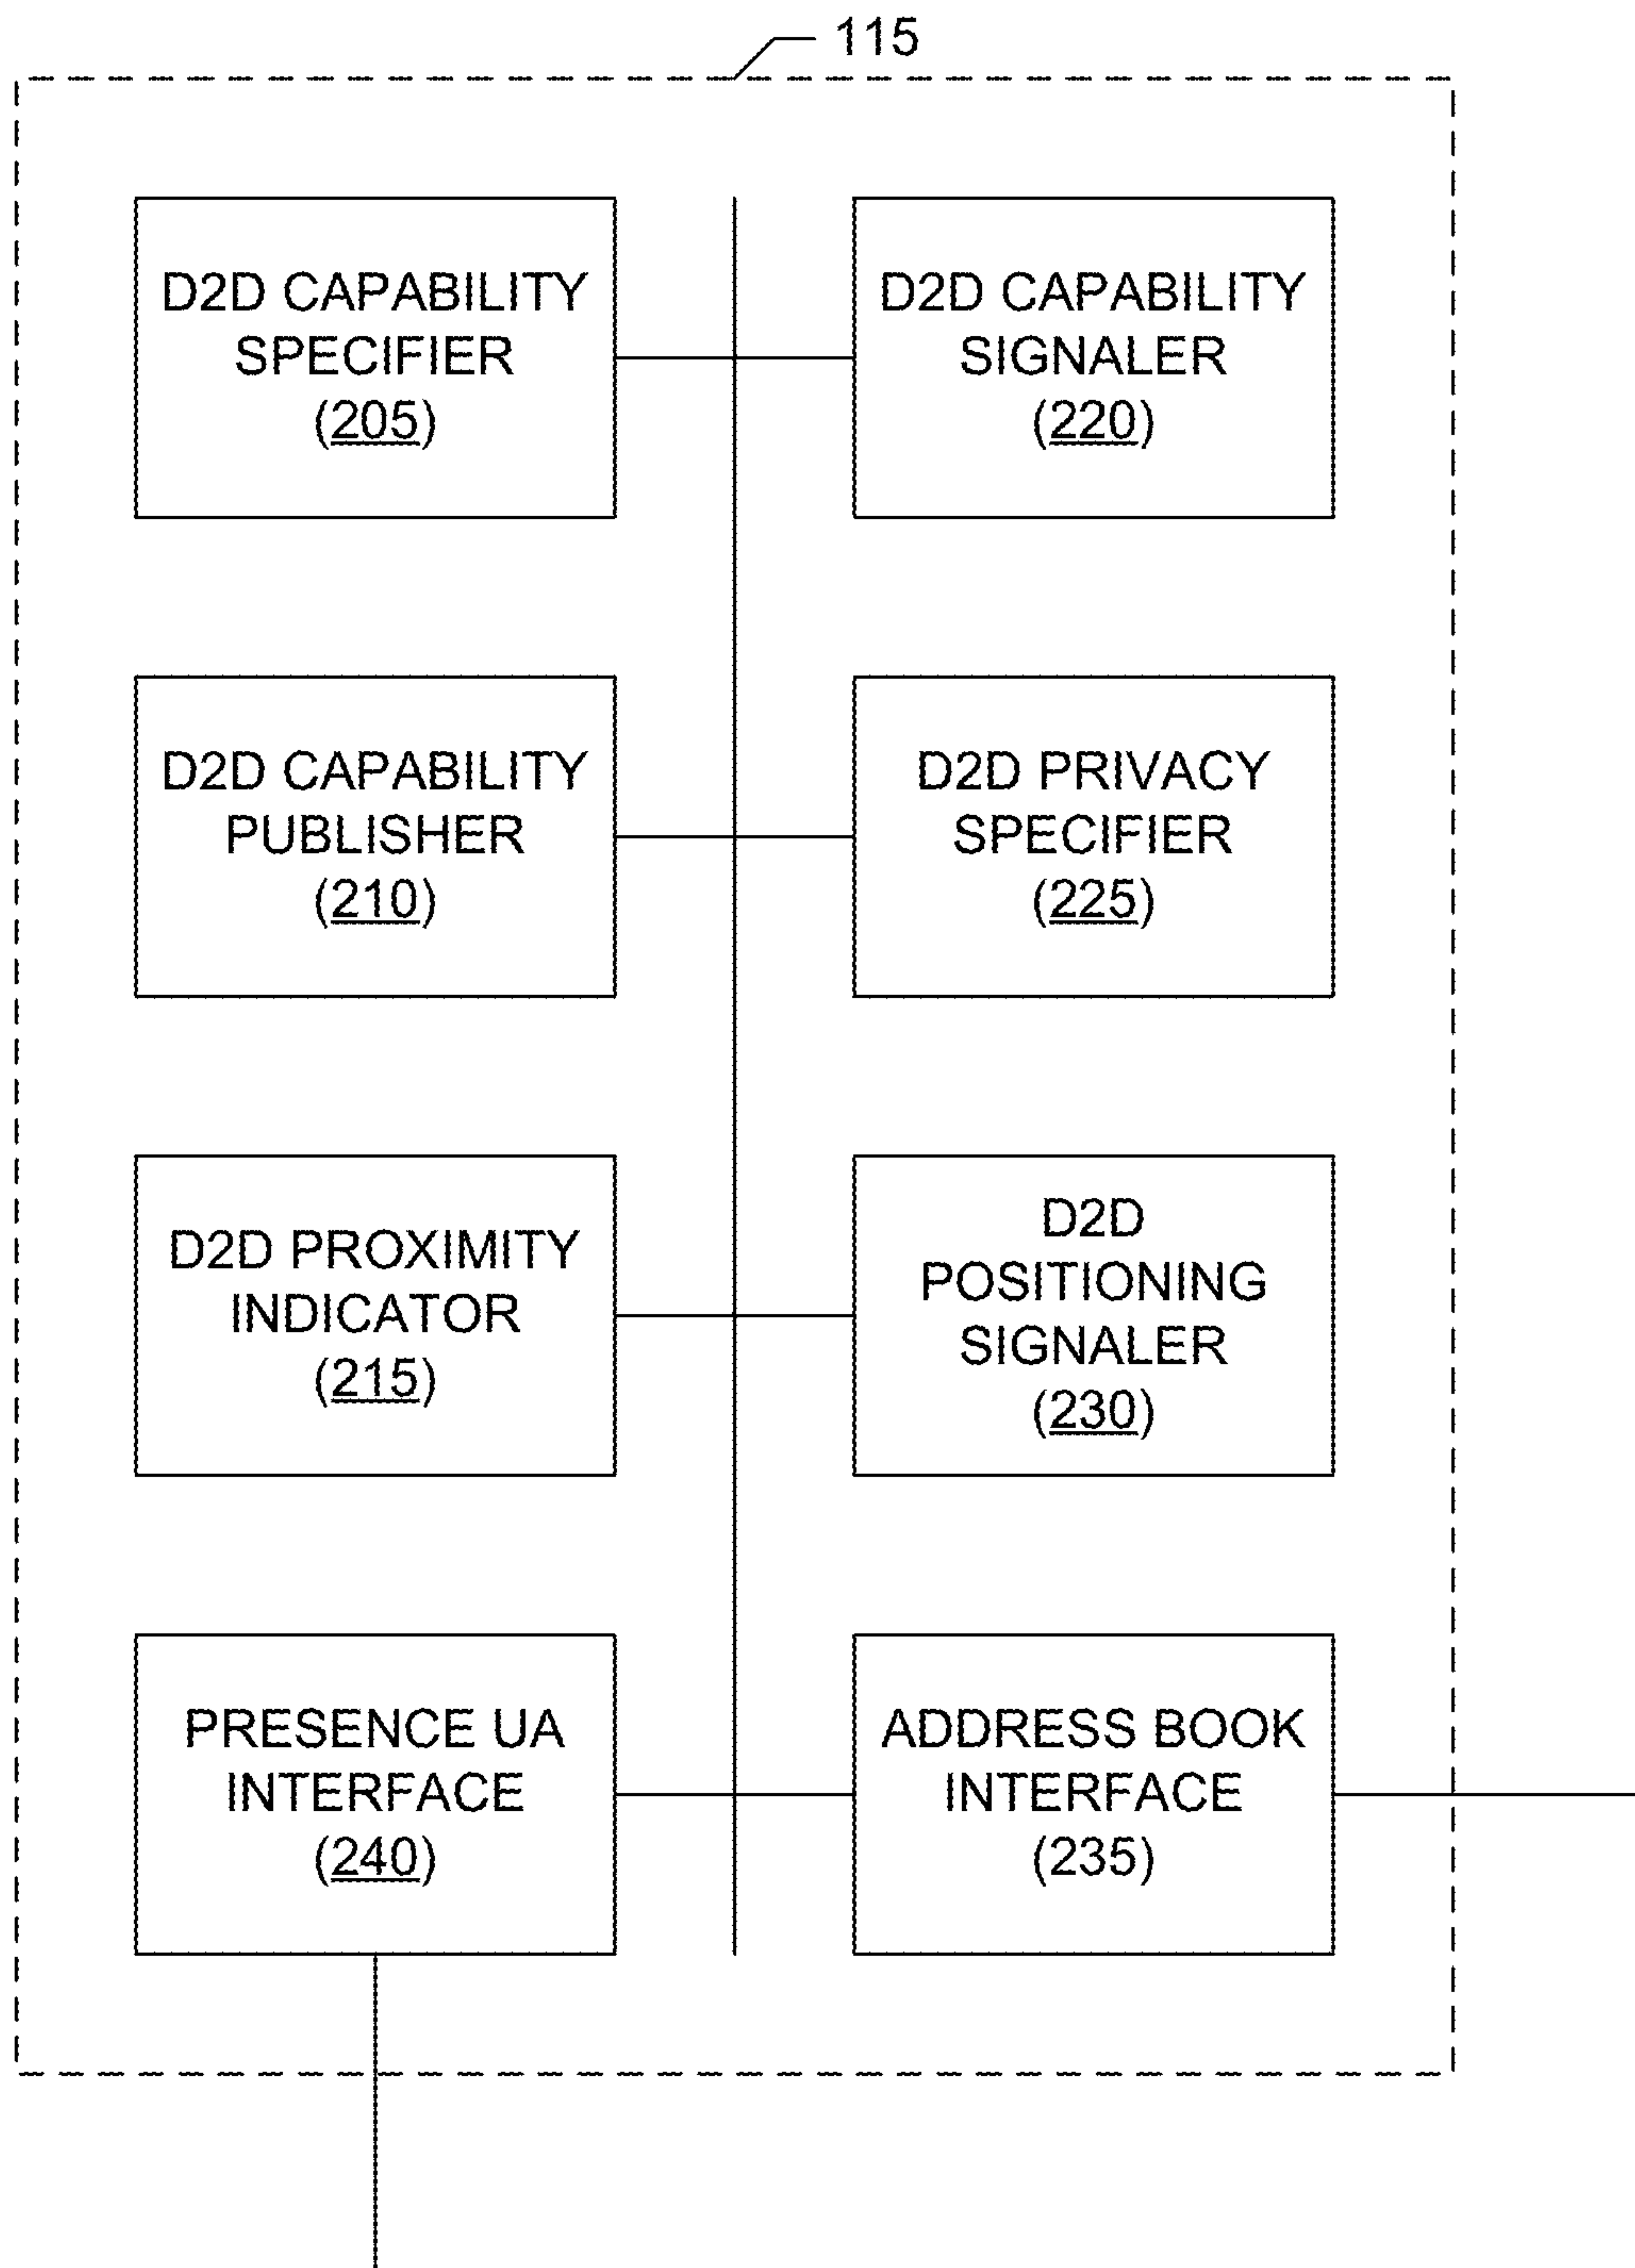 115
D2D CAPABILITY
SPECIFIER
(205)
D2D CAPABILITY
SIGNALER
(220)
D2D CAPABILITY
PUBLISHER
(210)
D2D PRIVACY
SPECIFIER
(225)
D2D PROXIMITY
INDICATOR
(215)
D2D
POSITIONING
SIGNALER
(230)
PRESENCE UA
INTERFACE
(240)
ADDRESS BOOK
INTERFACE
(235)